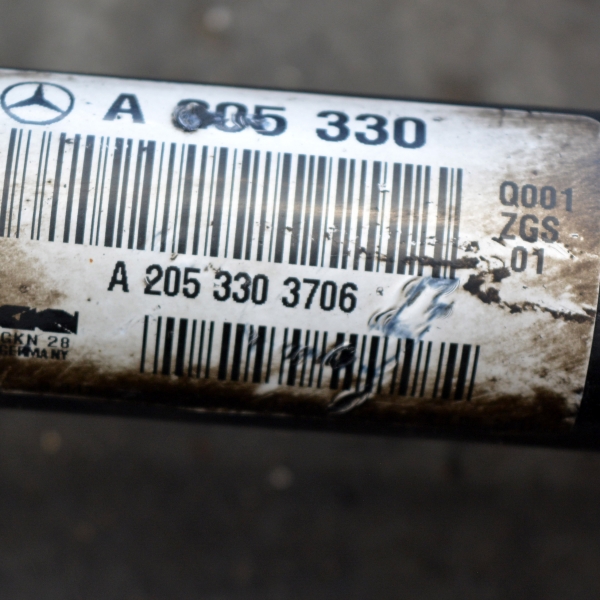 A 205 330
Q001
ZGS
01
A 205 330 3706
GKN 28
GERMANY